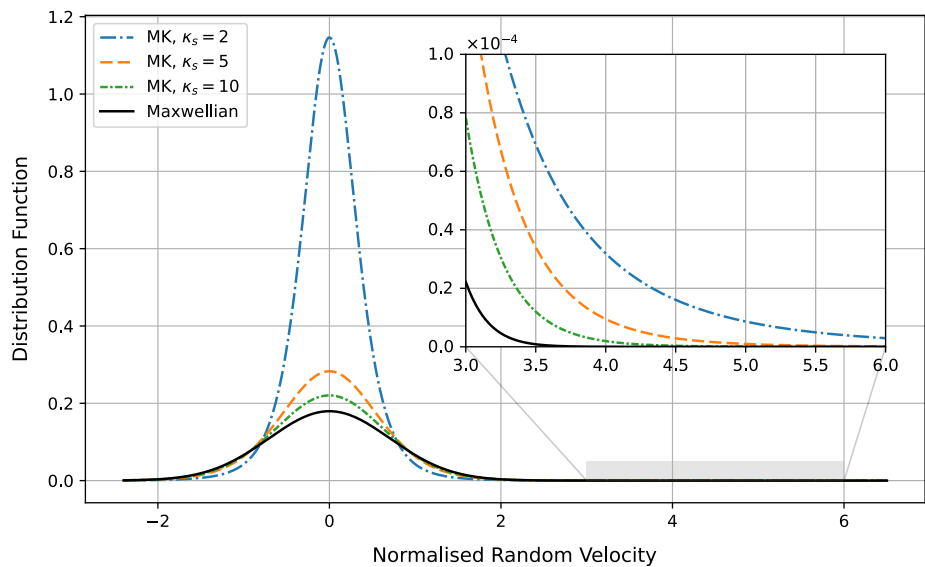 1.2
1.0
0.8
0.6
0.4
0.2
0.0
Distribution Function
MK, κₛ = 2
MK, κₛ = 5
MK, κₛ = 10
Maxwellian
×10⁻⁴
1.0
0.8
0.6
0.4
0.2
0.0
3.0 3.5 4.0 4.5 5.0 5.5 6.0
−2 0 2 4 6
Normalised Random Velocity